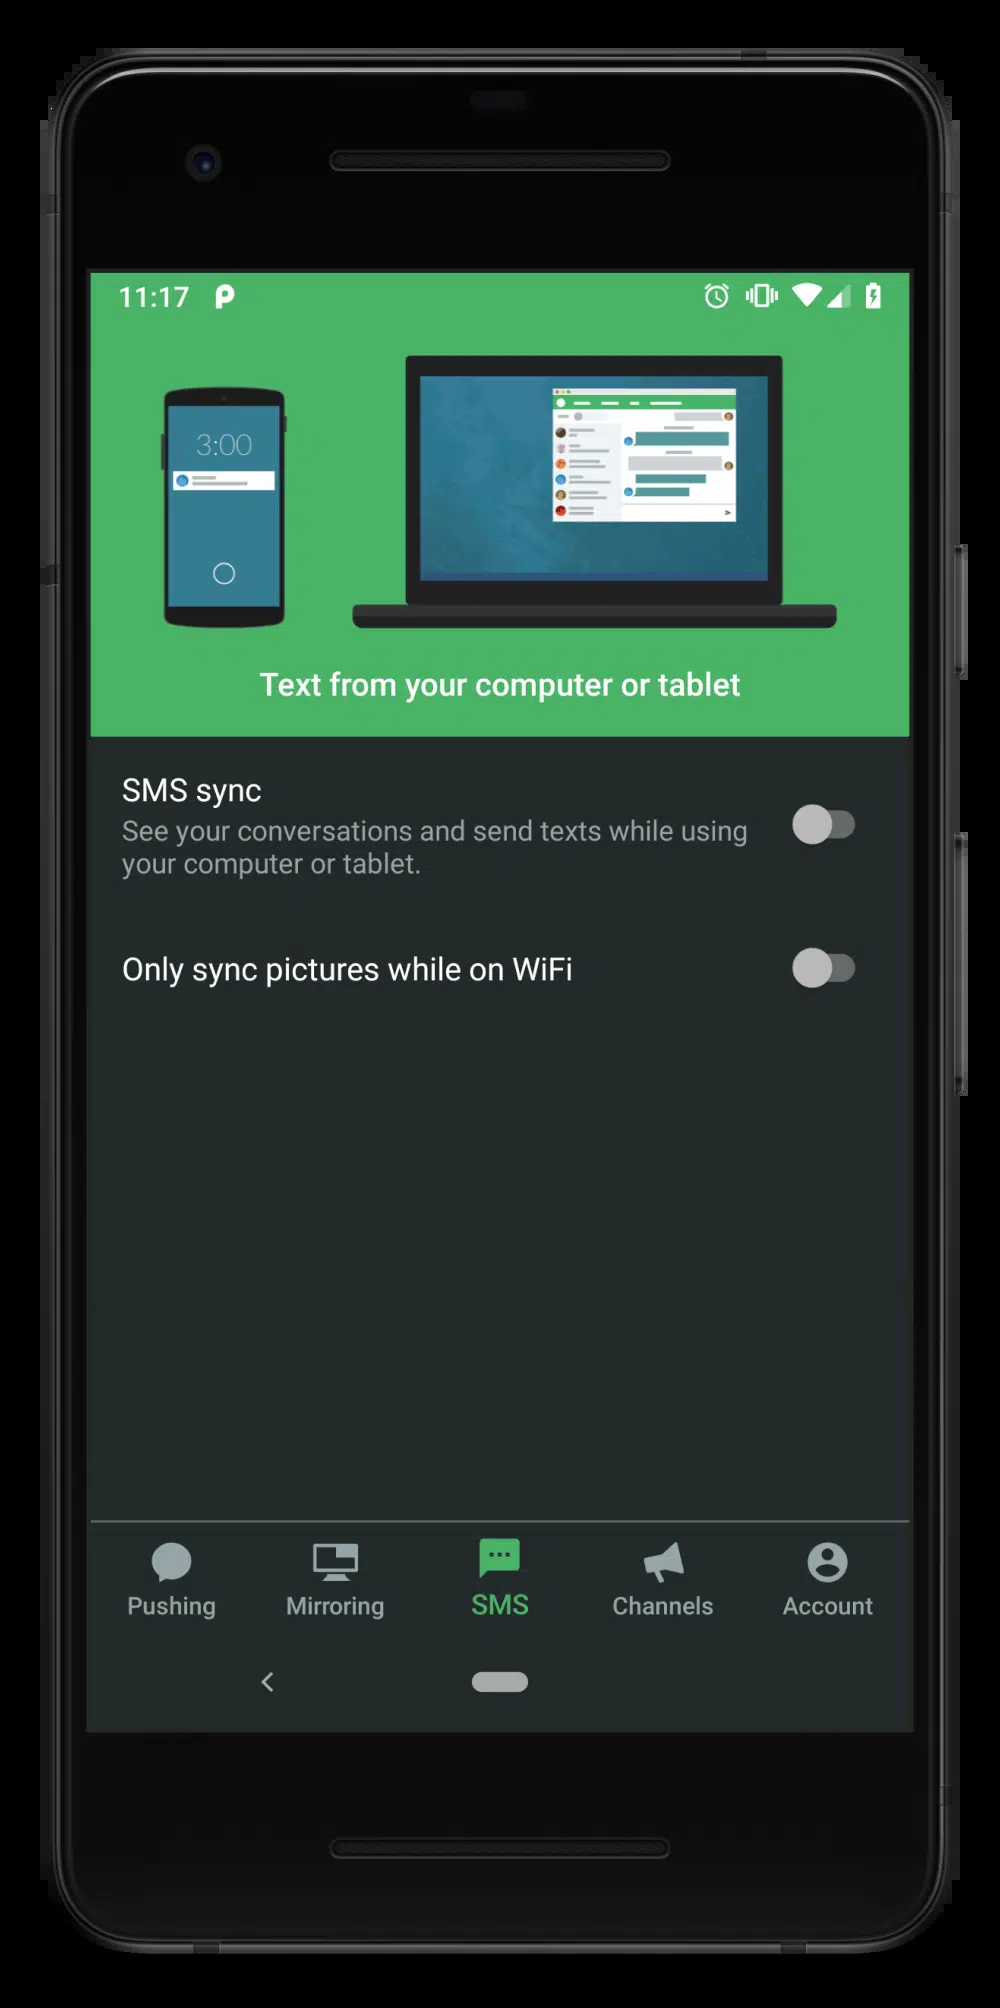 11:17
3:00
Text from your computer or tablet
SMS sync
See your conversations and send texts while using
your computer or tablet.
Only sync pictures while on WiFi
Pushing
Mirroring
SMS
Channels
Account